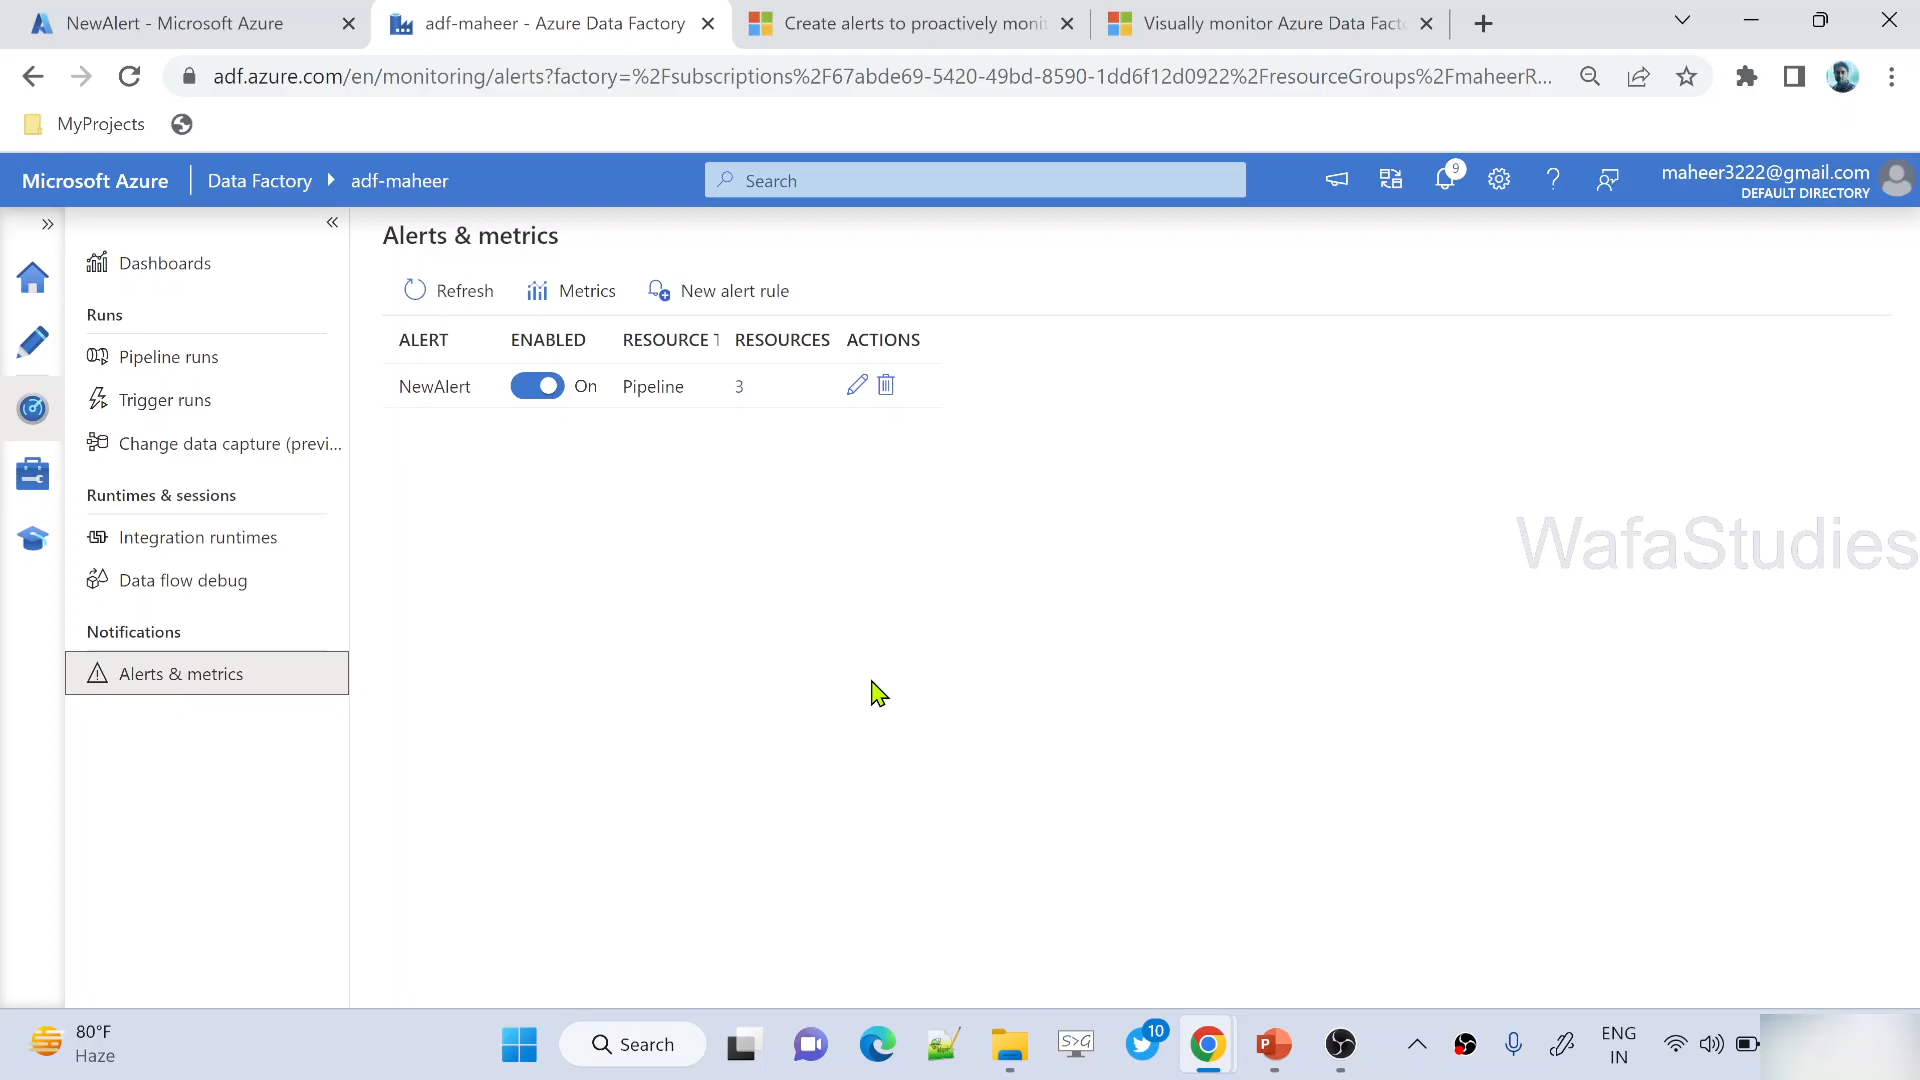 NewAlert - Microsoft Azure
adf-maheer - Azure Data Factory
Create alerts to proactively moni
Visually monitor Azure Data Fact
adf.azure.com/en/monitoring/alerts?factory=%2Fsubscriptions%2F67abde69-5420-49bd-8590-1dd6f12d0922%2FresourceGroups%2FmaheerR...
MyProjects
Microsoft Azure
Data Factory
adf-maheer
Search
9
maheer3222@gmail.com
DEFAULT DIRECTORY
Dashboards
Runs
Pipeline runs
Trigger runs
Change data capture (previ...
Runtimes & sessions
Integration runtimes
Data flow debug
Notifications
Alerts & metrics
Alerts & metrics
Refresh
Metrics
New alert rule
ALERT ENABLED RESOURCE T RESOURCES ACTIONS
NewAlert On Pipeline 3
WafaStudies
80°F
Haze
Search
S>G
10
P
ENG
IN